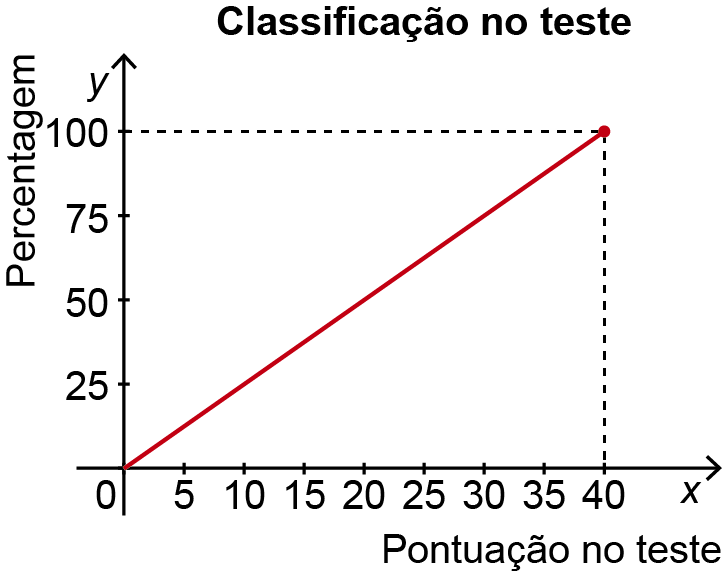 Classificação no teste
Percentagem
y
100
75
50
25
0 5 10 15 20 25 30 35 40 x
Pontuação no teste